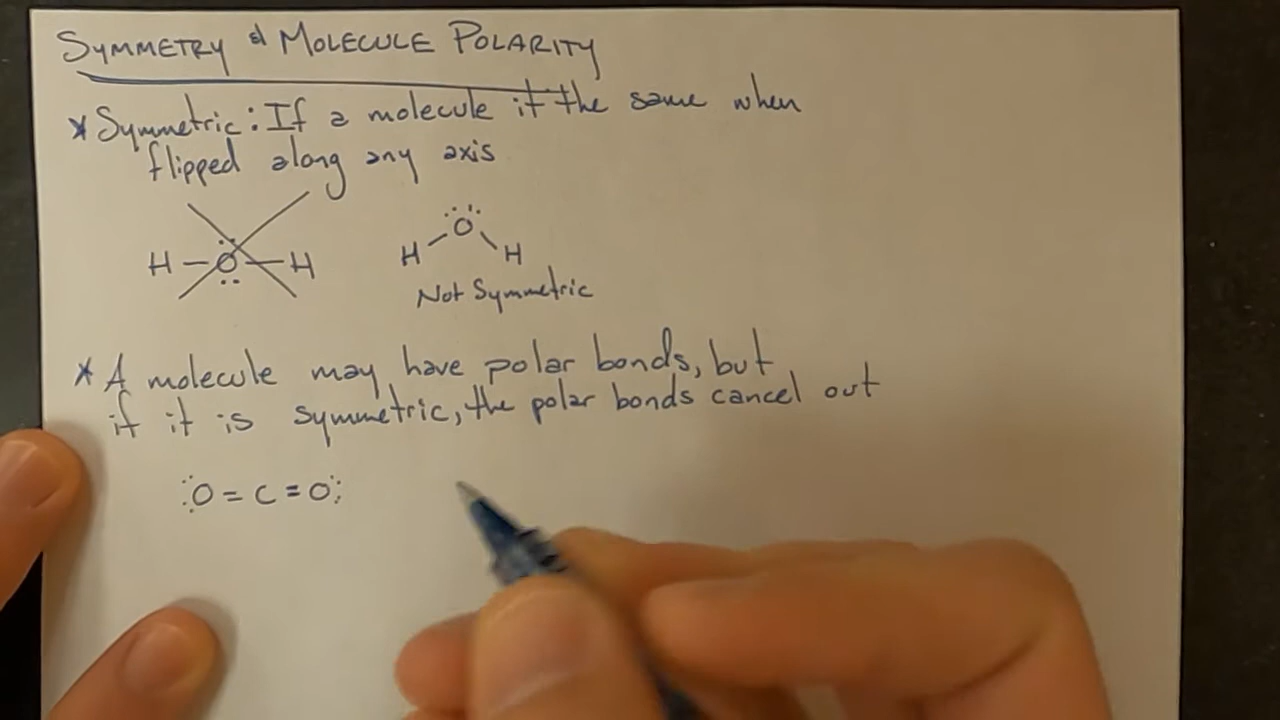 SYMMETRY & MOLECULE POLARITY
* Symmetric: If a molecule it the same when
flipped along any axis
H – O – H
O
H H
Not Symmetric
* A molecule may have polar bonds, but
if it is symmetric, the polar bonds cancel out
:O = C = O: